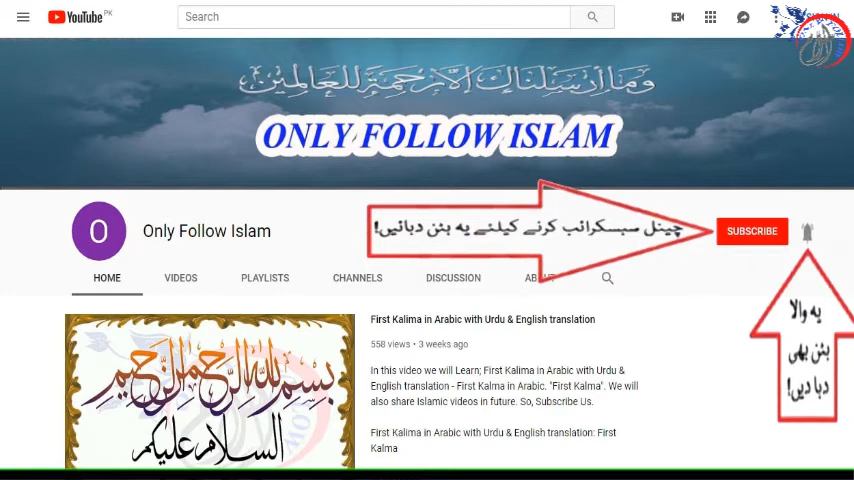 YouTube PK
Search
وما ارسلناك الا رحمة للعالمين
ONLY FOLLOW ISLAM
O
Only Follow Islam
چینل سبسکرائب کرنے کیلئے یہ بٹن دبائیں!
SUBSCRIBE
HOME VIDEOS PLAYLISTS CHANNELS DISCUSSION
یہ والا
بٹن بھی
دبا دیں!
First Kalima in Arabic with Urdu & English translation
558 views • 3 weeks ago
In this video we will Learn; First Kalima in Arabic with Urdu &
English translation - First Kalma in Arabic. "First Kalma". We will
also share Islamic videos in future. So, Subscribe Us.
First Kalima in Arabic with Urdu & English translation: First
Kalma
بسم الله الرحمن الرحيم
السلام عليكم